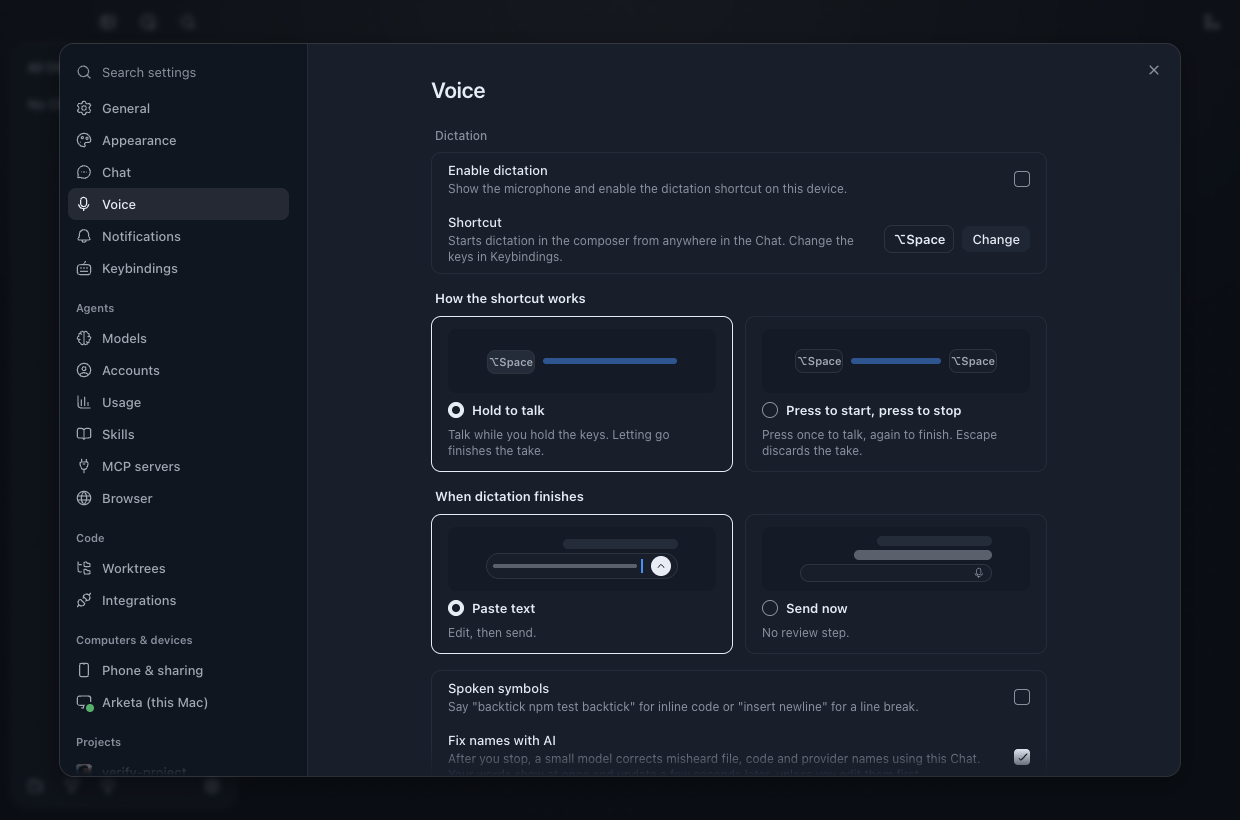 Search settings
General
Appearance
Chat
Voice
Notifications
Keybindings
Agents
Models
Accounts
Usage
Skills
MCP servers
Browser
Code
Worktrees
Integrations
Computers & devices
Phone & sharing
Arketa (this Mac)
Projects
verify-project
Voice
Dictation
Enable dictation
Show the microphone and enable the dictation shortcut on this device.
Shortcut
Starts dictation in the composer from anywhere in the Chat. Change the
keys in Keybindings.
⌥Space
Change
How the shortcut works
⌥Space
Hold to talk
Talk while you hold the keys. Letting go
finishes the take.
⌥Space
⌥Space
Press to start, press to stop
Press once to talk, again to finish. Escape
discards the take.
When dictation finishes
Paste text
Edit, then send.
Send now
No review step.
Spoken symbols
Say "backtick npm test backtick" for inline code or "insert newline" for a line break.
Fix names with AI
After you stop, a small model corrects misheard file, code and provider names using this Chat.